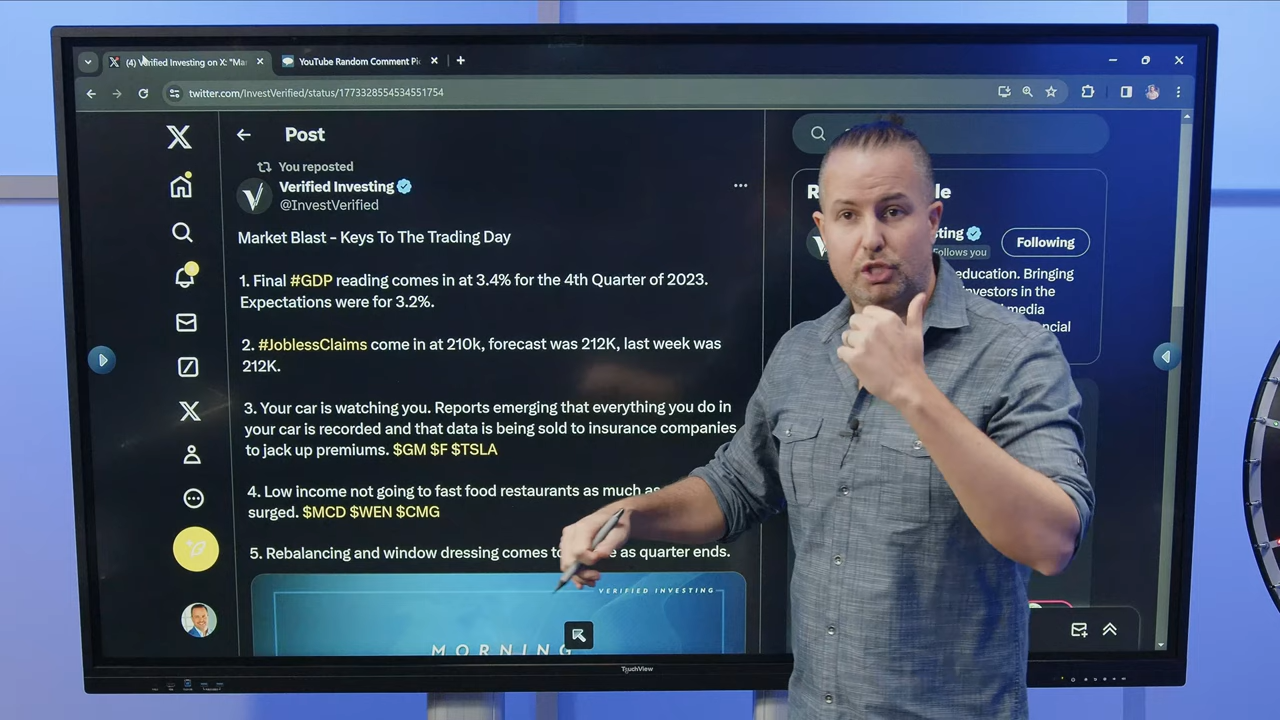 (4) Verified Investing on X: "Mar
YouTube Random Comment Pi
twitter.com/InvestVerified/status/1773328554534551754
Post
You reposted
Verified Investing
@InvestVerified
Market Blast - Keys To The Trading Day
1. Final #GDP reading comes in at 3.4% for the 4th Quarter of 2023.
Expectations were for 3.2%.
2. #JoblessClaims come in at 210k, forecast was 212K, last week was
212K.
3. Your car is watching you. Reports emerging that everything you do in
your car is recorded and that data is being sold to insurance companies
to jack up premiums. $GM $F $TSLA
4. Low income not going to fast food restaurants as much as
surged. $MCD $WEN $CMG
5. Rebalancing and window dressing comes to as quarter ends.
VERIFIED INVESTING
MORNING
Following
Follows you
education. Bringing
investors in the
media
TouchView